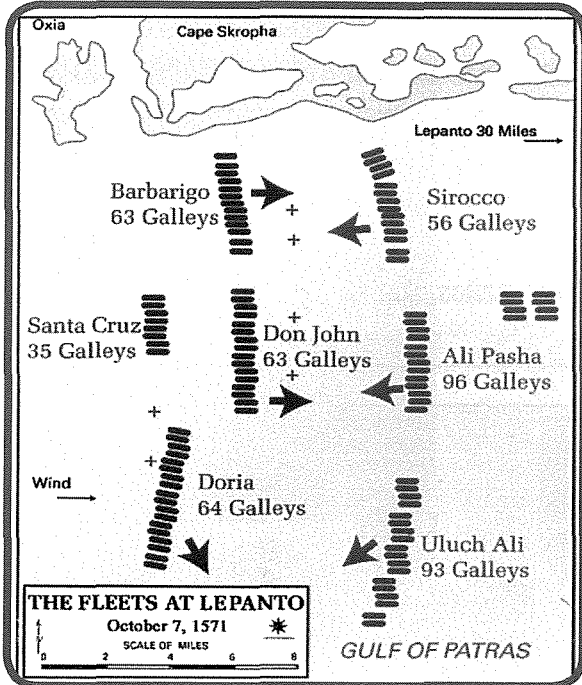 Oxia
Cape Skropha
Lepanto 30 Miles
Barbarigo
63 Galleys
Sirocco
56 Galleys
Santa Cruz
35 Galleys
Don John
63 Galleys
Ali Pasha
96 Galleys
Wind
Doria
64 Galleys
Uluch Ali
93 Galleys
THE FLEETS AT LEPANTO
October 7, 1571
SCALE OF MILES
0 2 4 6 8
GULF OF PATRAS